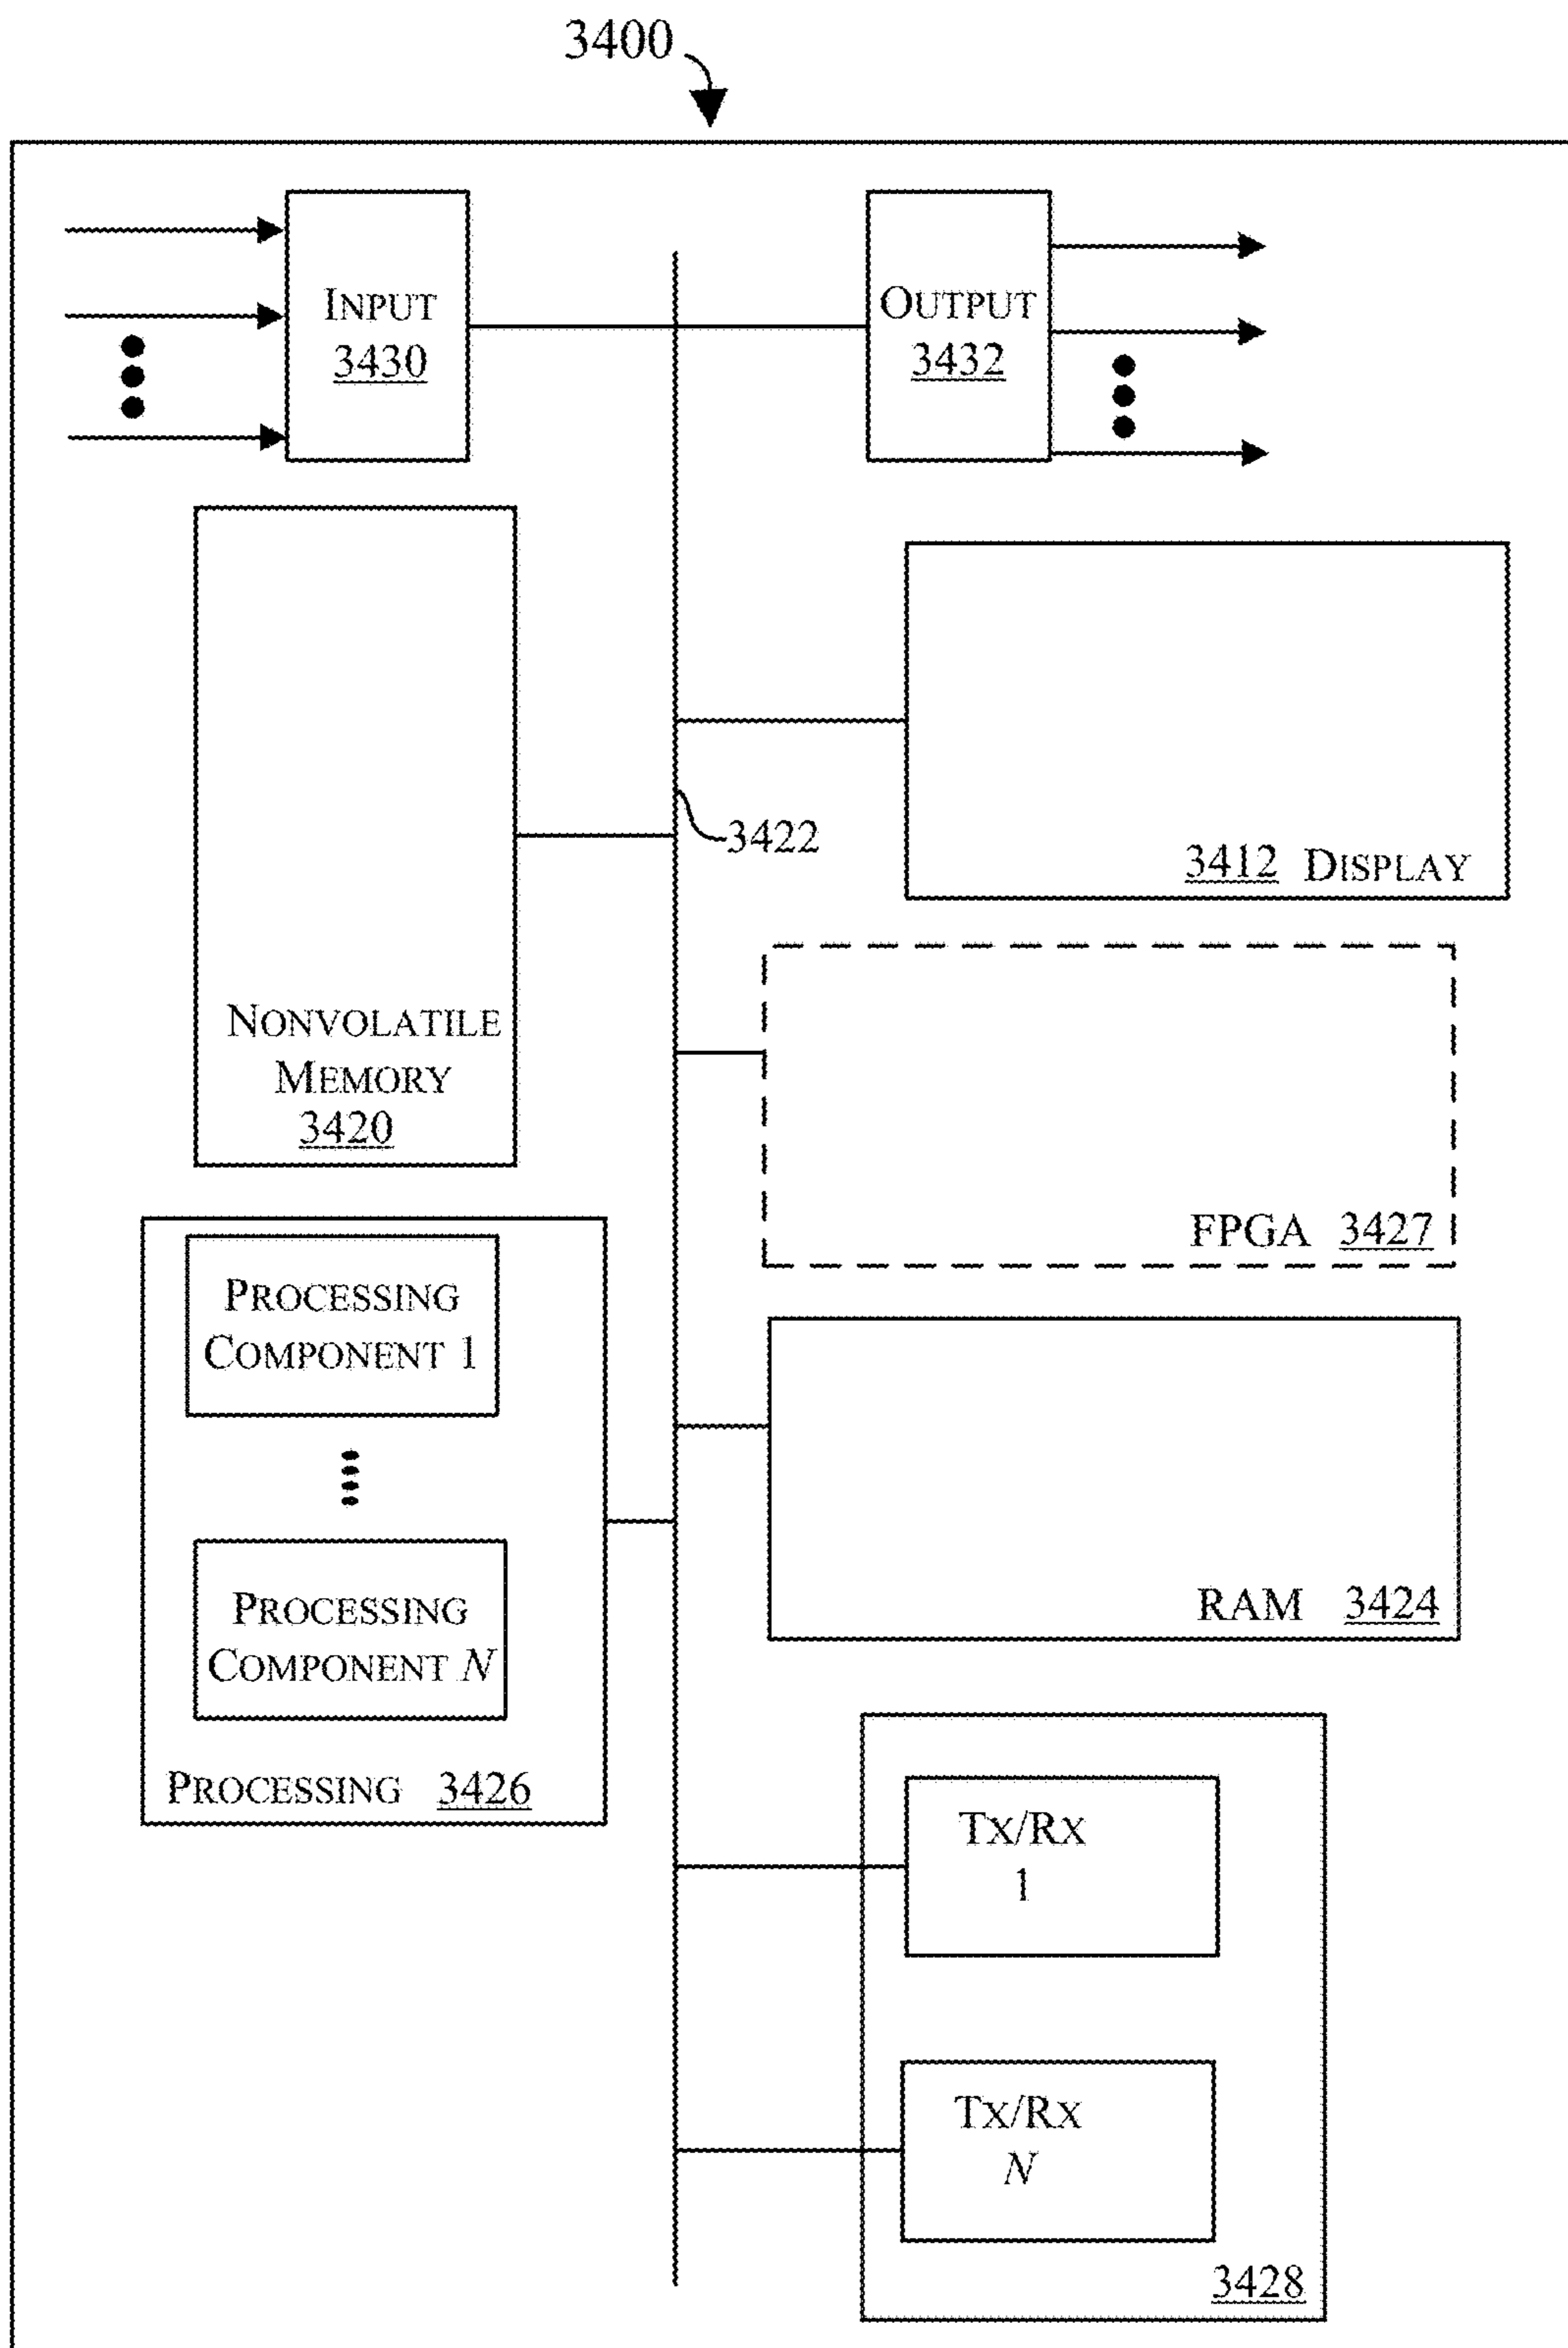 3400
INPUT
3430
OUTPUT
3432
3422
3412 DISPLAY
NONVOLATILE
MEMORY
3420
FPGA 3427
PROCESSING
COMPONENT 1
PROCESSING
COMPONENT N
PROCESSING 3426
RAM 3424
TX/RX
1
TX/RX
N
3428